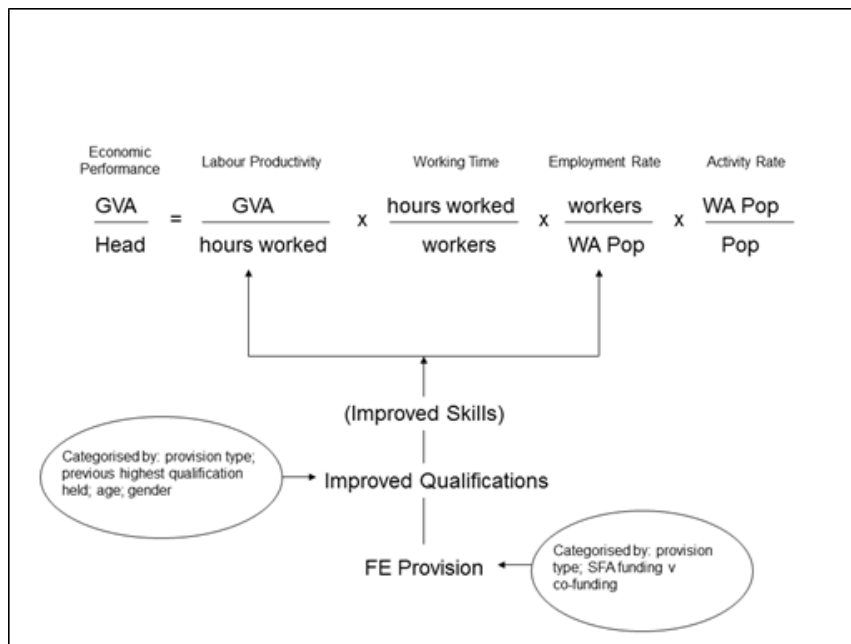 Economic
Performance
Labour Productivity
Working Time
Employment Rate
Activity Rate
GVA
Head
=
GVA
hours worked
x
hours worked
workers
x
workers
WA Pop
x
WA Pop
Pop
(Improved Skills)
Categorised by: provision type;
previous highest qualification
held; age; gender
Improved Qualifications
FE Provision
Categorised by: provision
type; SFA funding v
co-funding